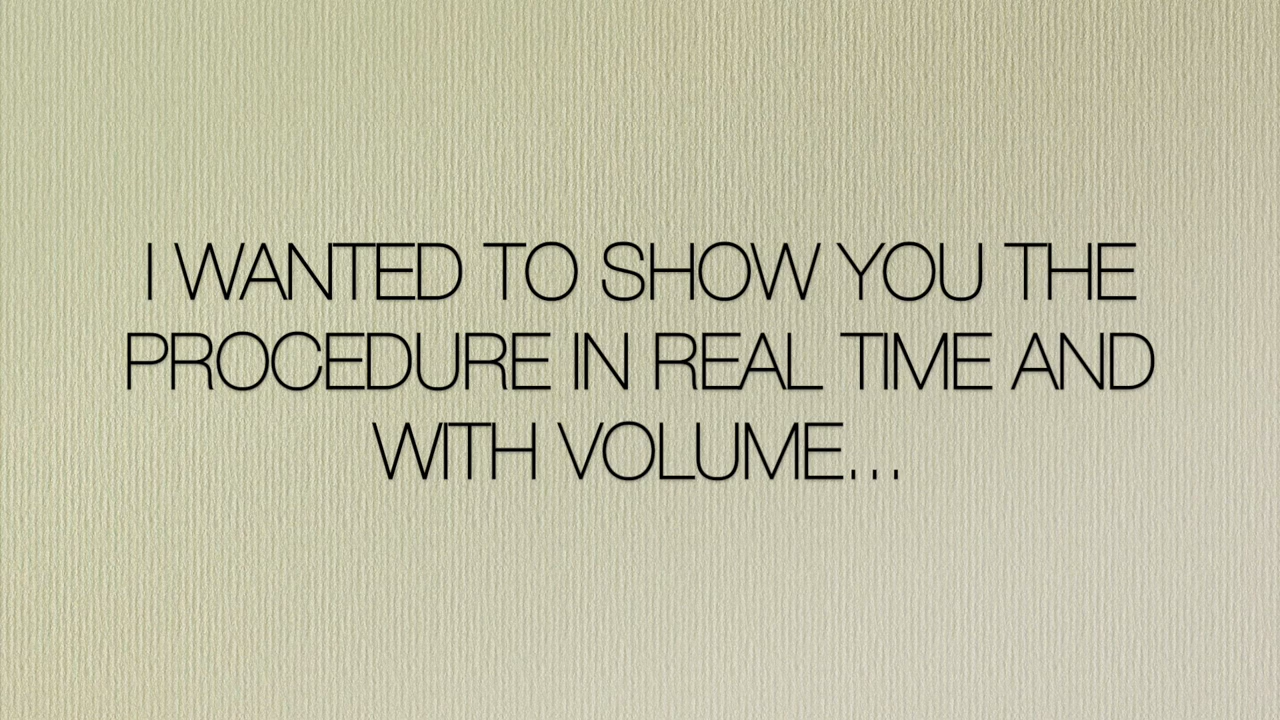 I WANTED TO SHOW YOU THE
PROCEDURE IN REAL TIME AND
WITH VOLUME...